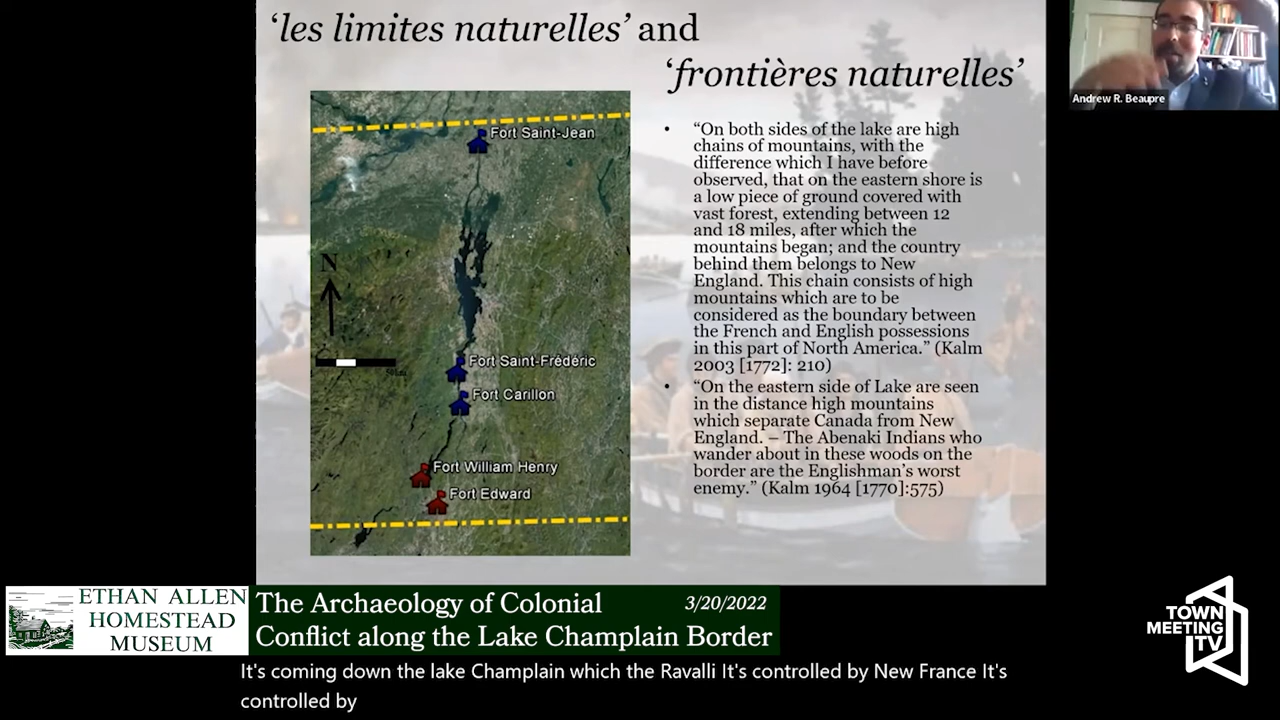 ‘les limites naturelles’ and
‘frontières naturelles’
Andrew R. Beaupre
Fort Saint-Jean
N
Fort Saint-Frédéric
Fort Carillon
Fort William Henry
Fort Edward
• “On both sides of the lake are high
chains of mountains, with the
difference which I have before
observed, that on the eastern shore is
a low piece of ground covered with
vast forest, extending between 12
and 18 miles, after which the
mountains began; and the country
behind them belongs to New
England. This chain consists of high
mountains which are to be
considered as the boundary between
the French and English possessions
in this part of North America.” (Kalm
2003 [1772]: 210)
• “On the eastern side of Lake are seen
in the distance high mountains
which separate Canada from New
England. – The Abenaki Indians who
wander about in these woods on the
border are the Englishman’s worst
enemy.” (Kalm 1964 [1770]:575)
ETHAN ALLEN
HOMESTEAD
MUSEUM
The Archaeology of Colonial 3/20/2022
Conflict along the Lake Champlain Border
TOWN
MEETING
TV
It's coming down the lake Champlain which the Ravalli It's controlled by New France It's
controlled by